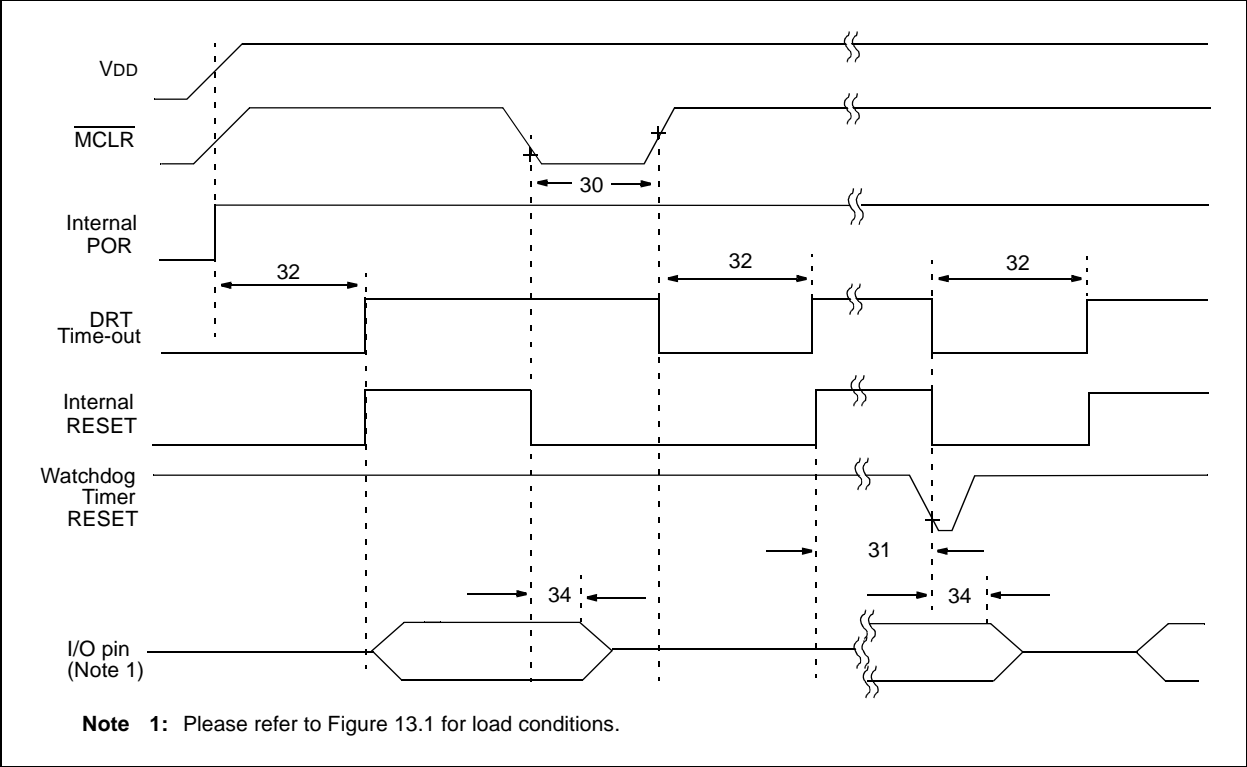 VDD
MCLR
30
Internal
POR
32
32
32
DRT
Time-out
Internal
RESET
Watchdog
Timer
RESET
31
34
34
I/O pin
(Note 1)
Note 1: Please refer to Figure 13.1 for load conditions.